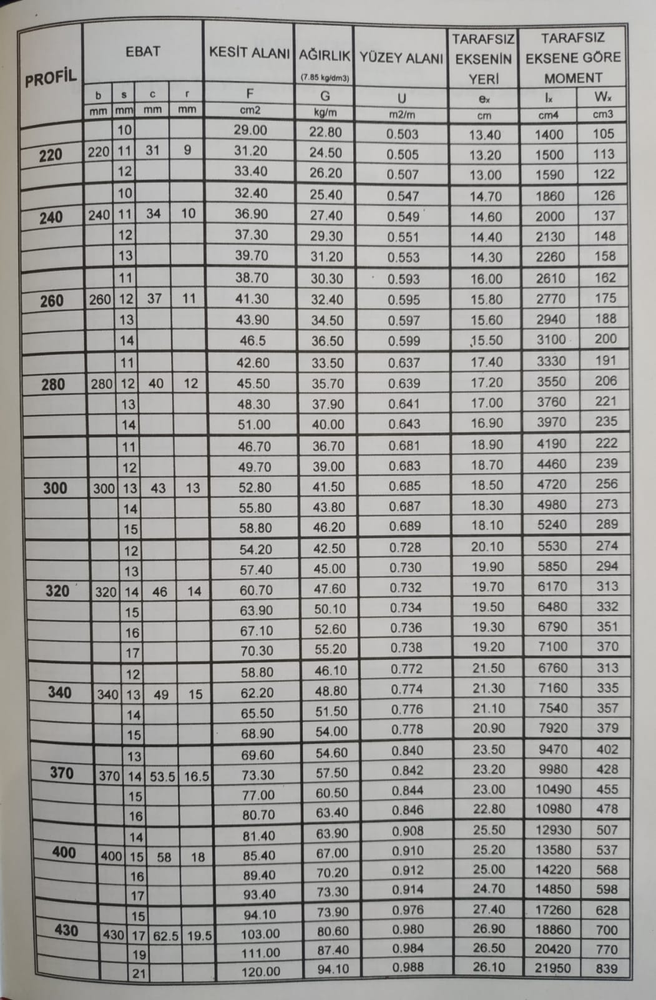 PROFİL EBAT KESİT ALANI AĞIRLIK (7.85 kg/dm3) YÜZEY ALANI TARAFSIZ EKSENİN YERİ TARAFSIZ EKSENE GÖRE MOMENT
b s c r F G U ex Ix Wx
mm mm mm mm cm2 kg/m m2/m cm cm4 cm3
10 29.00 22.80 0.503 13.40 1400 105
220 220 11 31 9 31.20 24.50 0.505 13.20 1500 113
12 33.40 26.20 0.507 13.00 1590 122
10 32.40 25.40 0.547 14.70 1860 126
240 240 11 34 10 36.90 27.40 0.549 14.60 2000 137
12 37.30 29.30 0.551 14.40 2130 148
13 39.70 31.20 0.553 14.30 2260 158
11 38.70 30.30 0.593 16.00 2610 162
260 260 12 37 11 41.30 32.40 0.595 15.80 2770 175
13 43.90 34.50 0.597 15.60 2940 188
14 46.5 36.50 0.599 15.50 3100 200
11 42.60 33.50 0.637 17.40 3330 191
280 280 12 40 12 45.50 35.70 0.639 17.20 3550 206
13 48.30 37.90 0.641 17.00 3760 221
14 51.00 40.00 0.643 16.90 3970 235
11 46.70 36.70 0.681 18.90 4190 222
12 49.70 39.00 0.683 18.70 4460 239
300 300 13 43 13 52.80 41.50 0.685 18.50 4720 256
14 55.80 43.80 0.687 18.30 4980 273
15 58.80 46.20 0.689 18.10 5240 289
12 54.20 42.50 0.728 20.10 5530 274
13 57.40 45.00 0.730 19.90 5850 294
320 320 14 46 14 60.70 47.60 0.732 19.70 6170 313
15 63.90 50.10 0.734 19.50 6480 332
16 67.10 52.60 0.736 19.30 6790 351
17 70.30 55.20 0.738 19.20 7100 370
12 58.80 46.10 0.772 21.50 6760 313
340 340 13 49 15 62.20 48.80 0.774 21.30 7160 335
14 65.50 51.50 0.776 21.10 7540 357
15 68.90 54.00 0.778 20.90 7920 379
13 69.60 54.60 0.840 23.50 9470 402
370 370 14 53.5 16.5 73.30 57.50 0.842 23.20 9980 428
15 77.00 60.50 0.844 23.00 10490 455
16 80.70 63.40 0.846 22.80 10980 478
14 81.40 63.90 0.908 25.50 12930 507
400 400 15 58 18 85.40 67.00 0.910 25.20 13580 537
16 89.40 70.20 0.912 25.00 14220 568
17 93.40 73.30 0.914 24.70 14850 598
15 94.10 73.90 0.976 27.40 17260 628
430 430 17 62.5 19.5 103.00 80.60 0.980 26.90 18860 700
19 111.00 87.40 0.984 26.50 20420 770
21 120.00 94.10 0.988 26.10 21950 839